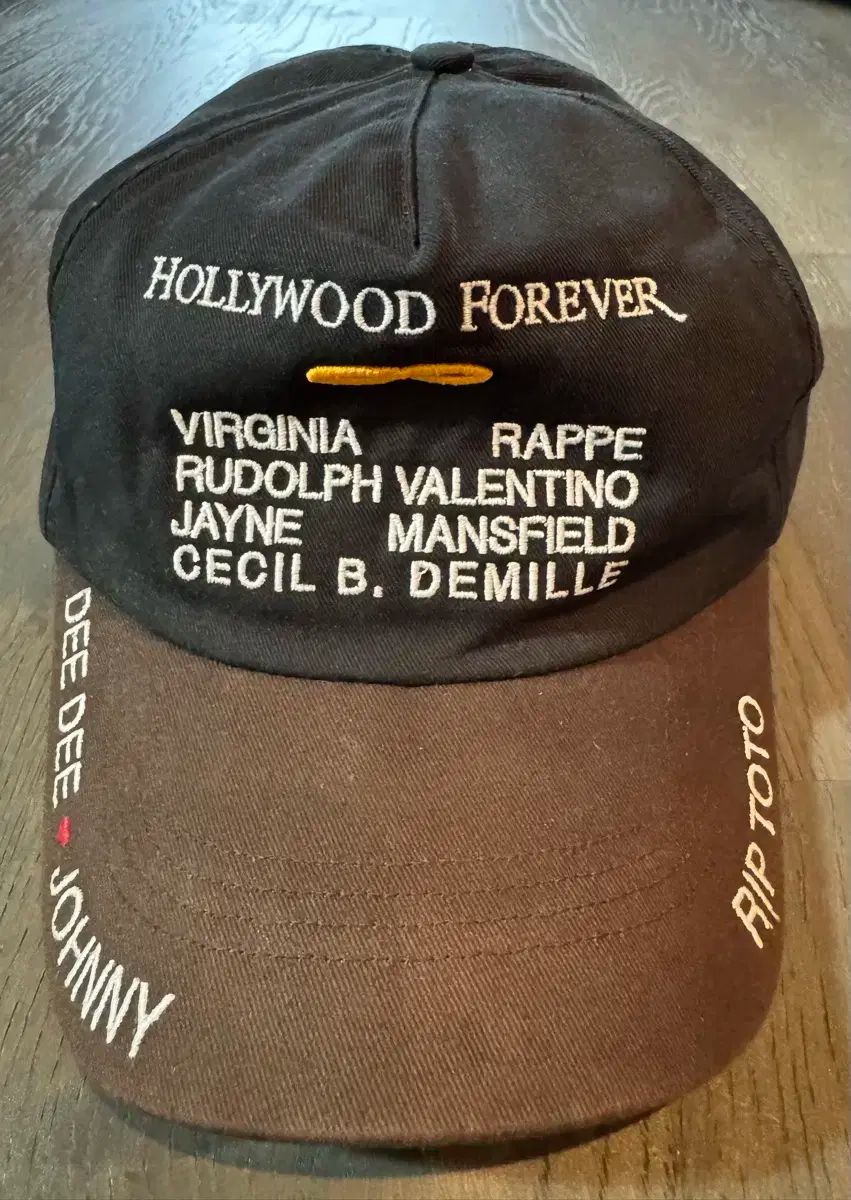 HOLLYWOOD FOREVER
VIRGINIA RAPPE
RUDOLPH VALENTINO
JAYNE MANSFIELD
CECIL B. DEMILLE
DEE DEE ♥ JOHNNY
RIP TOTO